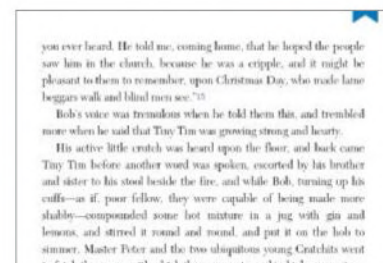 you ever heard. He told me, coming home, that he hoped the people
saw him in the church, because he was a cripple, and it might be
pleasant to them to remember, upon Christmas Day, who made lame
beggars walk and blind men see."15
Bob's voice was tremulous when he told them this, and trembled
more when he said that Tiny Tim was growing strong and hearty.
His active little crutch was heard upon the floor, and back came
Tiny Tim before another word was spoken, escorted by his brother
and sister to his stool beside the fire, and while Bob, turning up his
cuffs—as if, poor fellow, they were capable of being made more
shabby—compounded some hot mixture in a jug with gin and
lemons, and stirred it round and round, and put it on the hob to
simmer. Master Peter and the two ubiquitous young Cratchits went